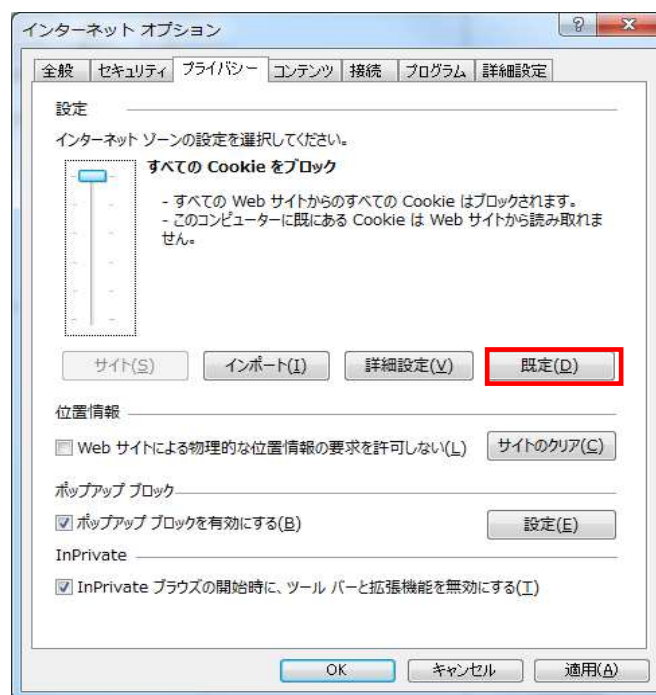 インターネット オプション
全般 セキュリティ プライバシー コンテンツ 接続 プログラム 詳細設定
設定
インターネット ゾーンの設定を選択してください。
すべての Cookie をブロック
- すべての Web サイトからのすべての Cookie はブロックされます。
- このコンピューターに既にある Cookie は Web サイトから読み取れま
せん。
サイト(S) インポート(I) 詳細設定(V) 既定(D)
位置情報
Web サイトによる物理的な位置情報の要求を許可しない(L) サイトのクリア(C)
ポップアップ ブロック
ポップアップ ブロックを有効にする(B) 設定(E)
InPrivate
InPrivate ブラウズの開始時に、ツール バーと拡張機能を無効にする(T)
OK キャンセル 適用(A)